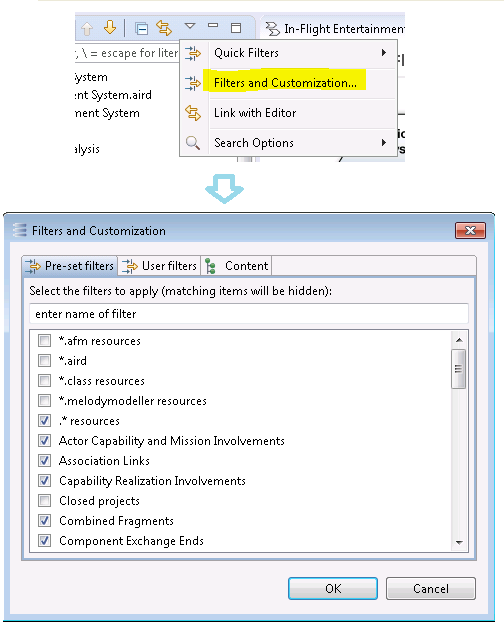 In-Flight Entertainment
, \ = escape for liter
Quick Filters
ystem
Filters and Customization...
ent System.aird
ment System
Link with Editor
alysis
Search Options
Filters and Customization
Pre-set filters
User filters
Content
Select the filters to apply (matching items will be hidden):
enter name of filter
*.afm resources
*.aird
*.class resources
*.melodymodeller resources
.* resources
Actor Capability and Mission Involvements
Association Links
Capability Realization Involvements
Closed projects
Combined Fragments
Component Exchange Ends
OK
Cancel